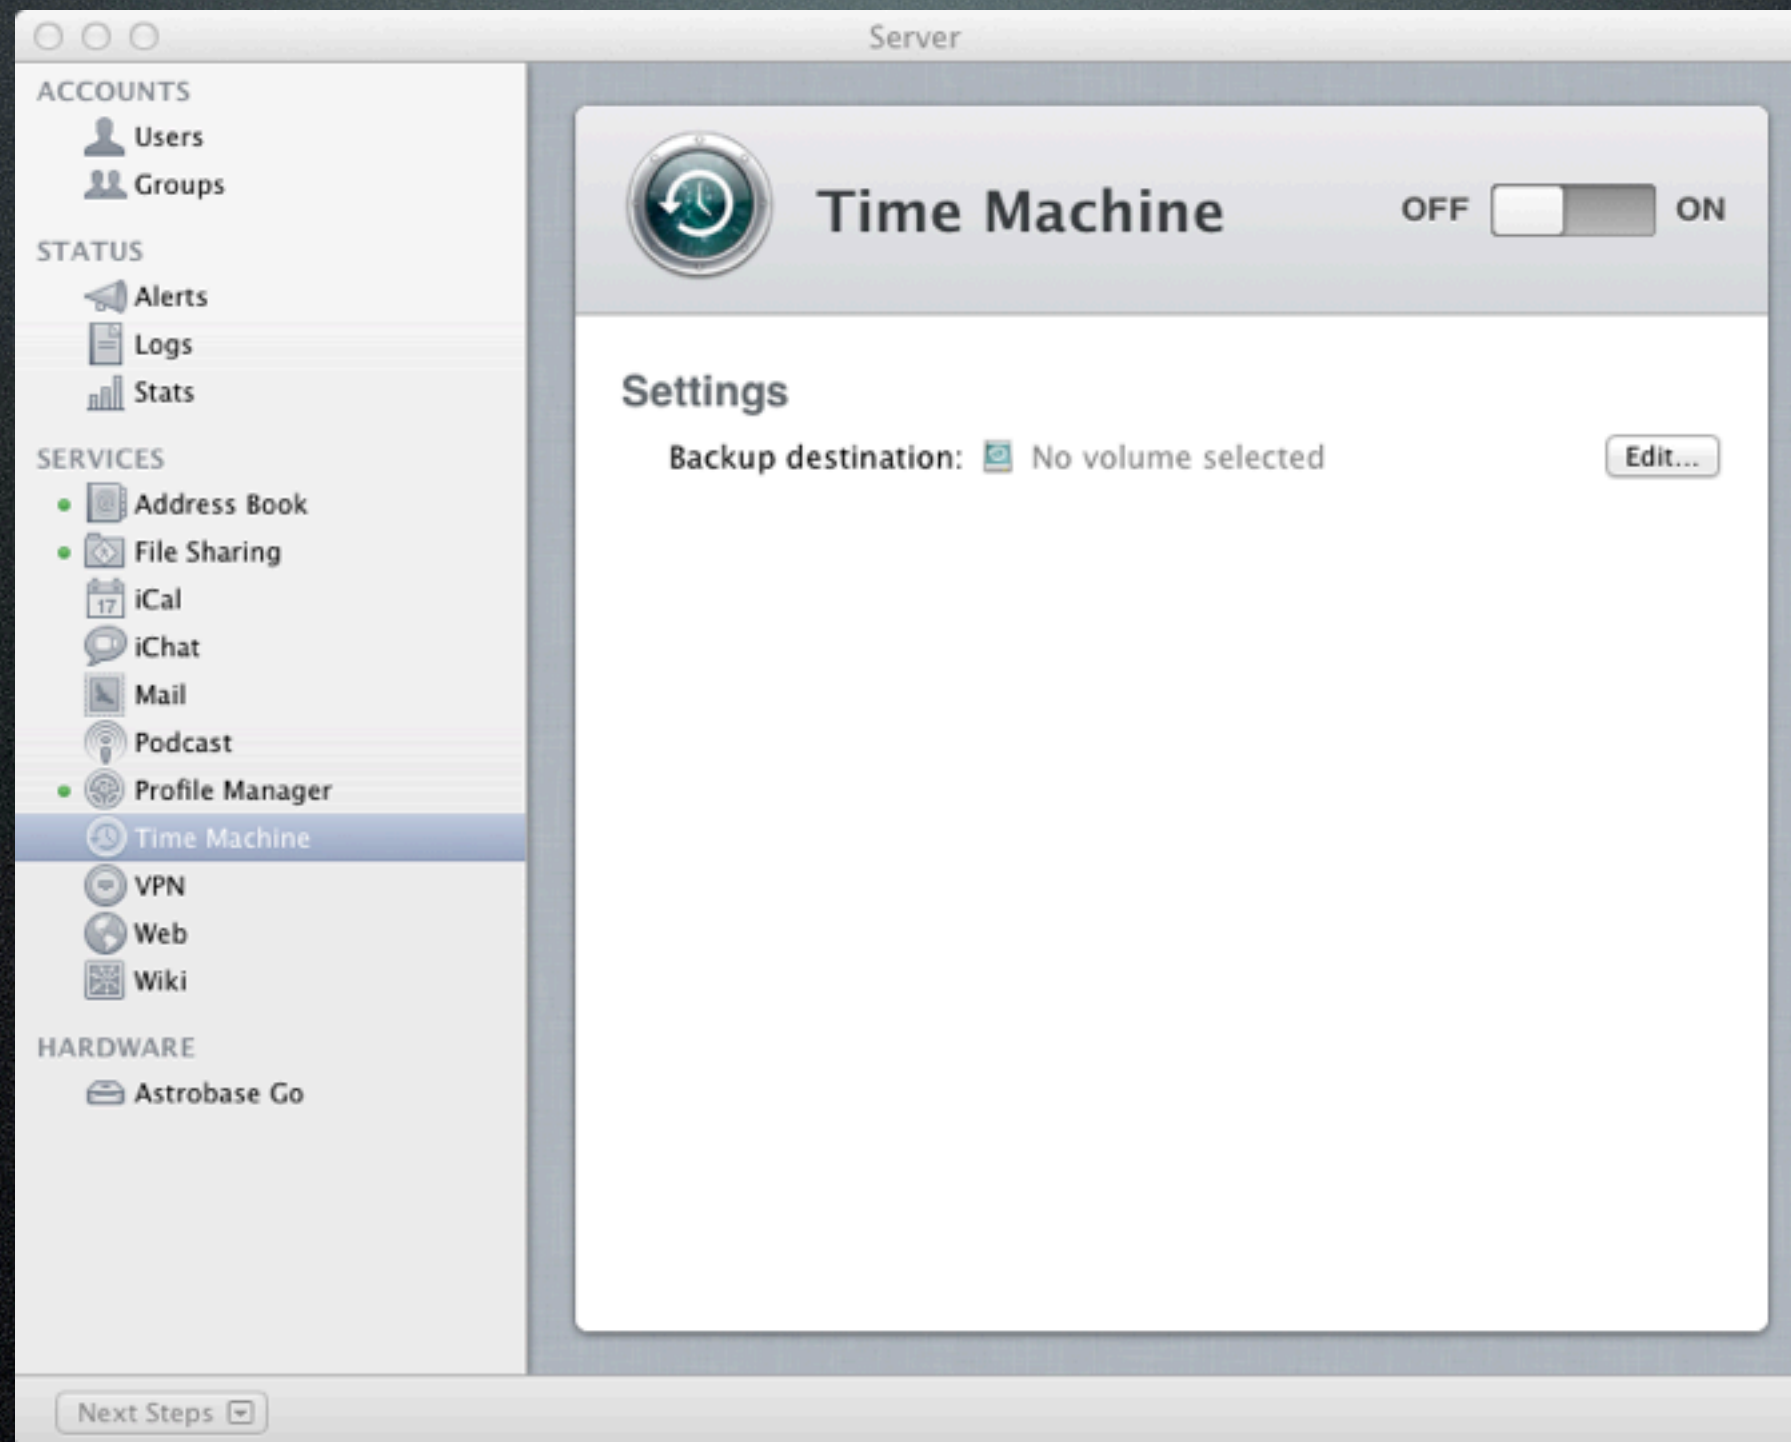 Server
ACCOUNTS
Users
Groups
STATUS
Alerts
Logs
Stats
SERVICES
Address Book
File Sharing
17 iCal
iChat
Mail
Podcast
Profile Manager
Time Machine
VPN
Web
Wiki
HARDWARE
Astrobase Go
Next Steps
Time Machine OFF ON
Settings
Backup destination: No volume selected Edit...